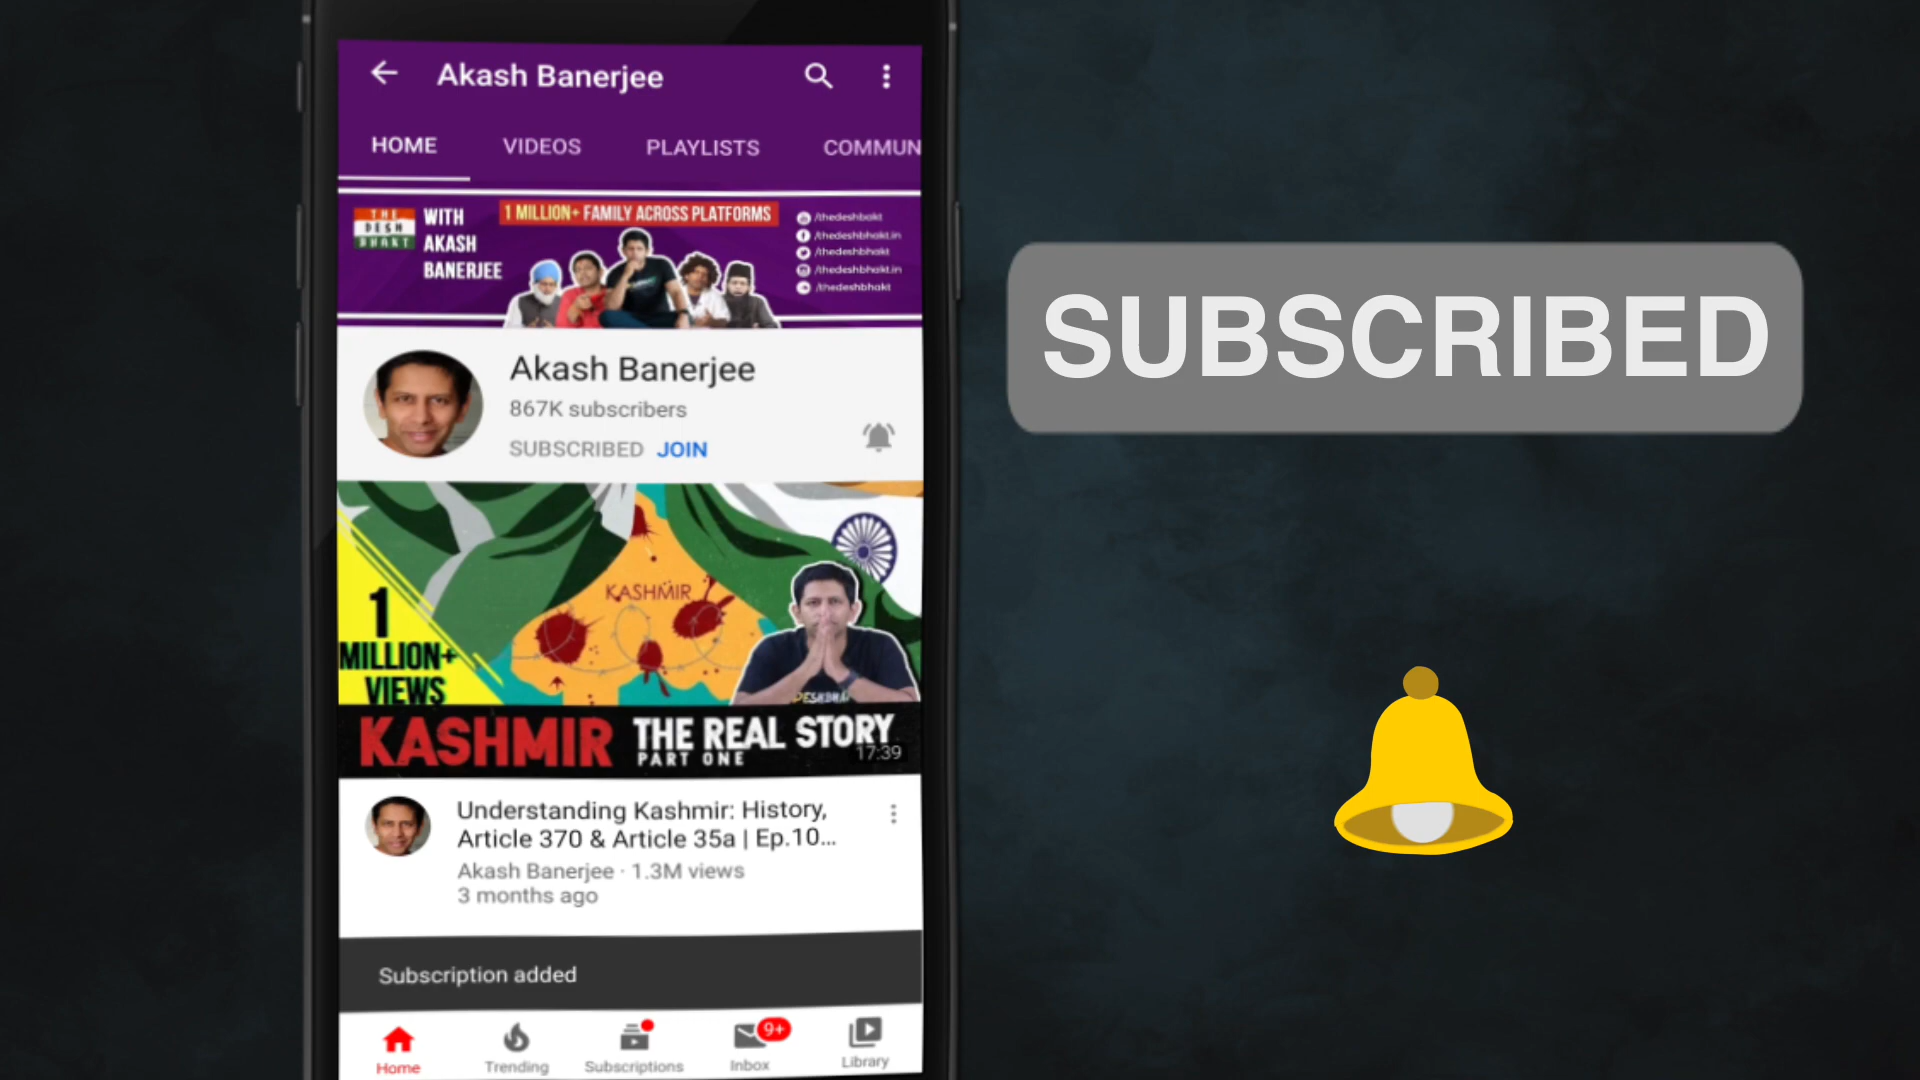 Akash Banerjee
HOME VIDEOS PLAYLISTS COMMUN
THE
DESH
BHAKT
WITH
AKASH
BANERJEE
1 MILLION+ FAMILY ACROSS PLATFORMS
/thedeshbhakt
/thedeshbhakt.in
/thedeshbhakt
/thedeshbhakt.in
/thedeshbhakt
Akash Banerjee
867K subscribers
SUBSCRIBED JOIN
KASHMIR
1
MILLION+
VIEWS
DESHBHA
KASHMIR THE REAL STORY
PART ONE
17:39
Understanding Kashmir: History,
Article 370 & Article 35a | Ep.10...
Akash Banerjee · 1.3M views
3 months ago
Subscription added
9+
Home Trending Subscriptions Inbox Library
SUBSCRIBED